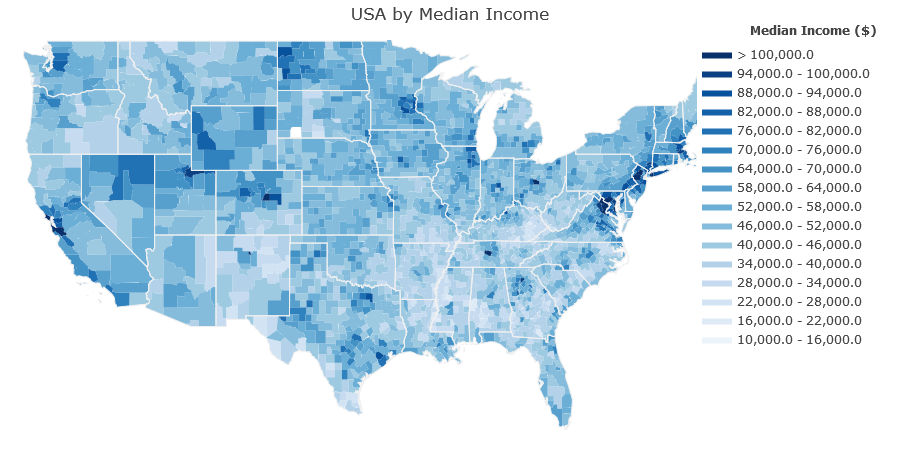 USA by Median Income
Median Income ($)
> 100,000.0
94,000.0 - 100,000.0
88,000.0 - 94,000.0
82,000.0 - 88,000.0
76,000.0 - 82,000.0
70,000.0 - 76,000.0
64,000.0 - 70,000.0
58,000.0 - 64,000.0
52,000.0 - 58,000.0
46,000.0 - 52,000.0
40,000.0 - 46,000.0
34,000.0 - 40,000.0
28,000.0 - 34,000.0
22,000.0 - 28,000.0
16,000.0 - 22,000.0
10,000.0 - 16,000.0